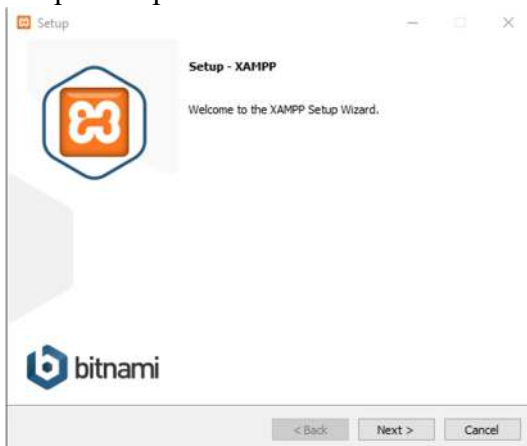 Setup
Setup - XAMPP
Welcome to the XAMPP Setup Wizard.
bitnami
< Back
Next >
Cancel